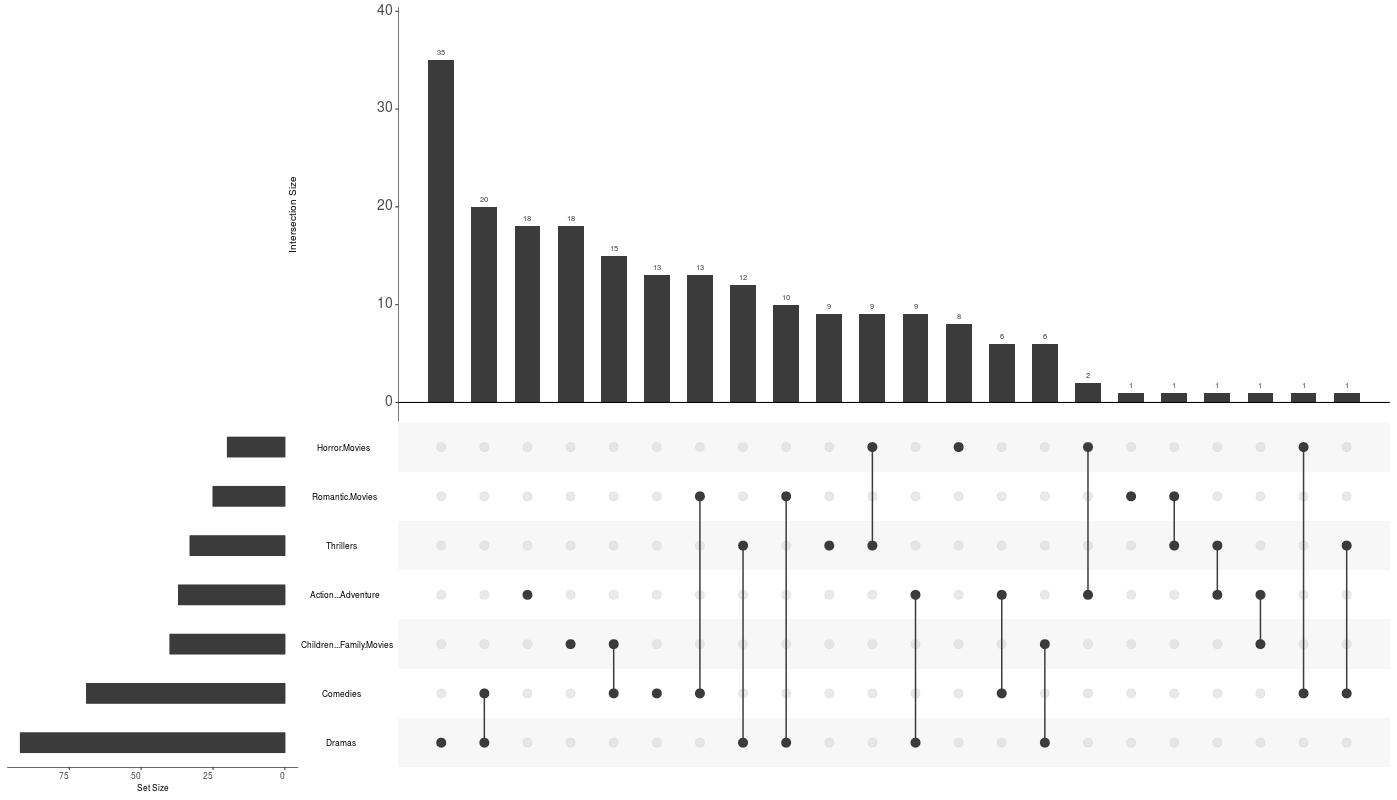 40
30
20
10
0
Intersection Size
35
20
18
18
15
13
13
12
10
9
9
9
8
6
6
2
1
1
1
1
1
1
Horror.Movies
Romantic.Movies
Thrillers
Action...Adventure
Children...Family.Movies
Comedies
Dramas
75 50 25 0
Set Size